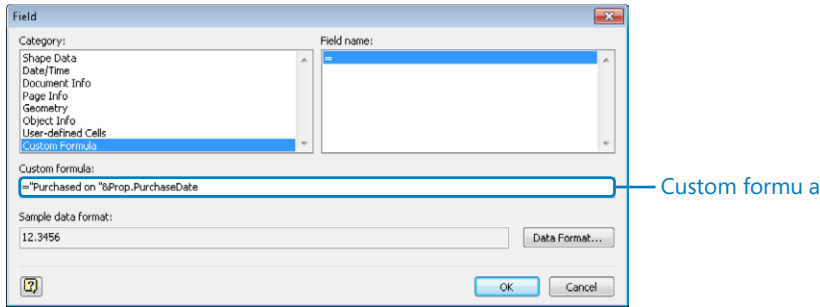 Field
Category:
Field name:
Shape Data
Date/Time
Document Info
Page Info
Geometry
Object Info
User-defined Cells
Custom Formula
=
Custom formula:
="Purchased on "&Prop.PurchaseDate
Custom formu a
Sample data format:
12.3456
Data Format...
?
OK
Cancel